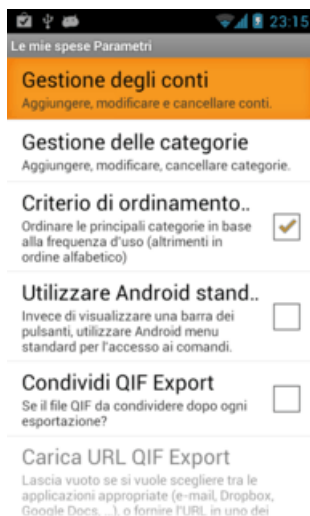 23:15
Le mie spese Parametri
Gestione degli conti
Aggiungere, modificare e cancellare conti.
Gestione delle categorie
Aggiungere, modificare, cancellare categorie.
Criterio di ordinamento..
Ordinare le principali categorie in base
alla frequenza d'uso (altrimenti in
ordine alfabetico)
Utilizzare Android stand..
Invece di visualizzare una barra dei
pulsanti, utilizzare Android menu
standard per l'accesso ai comandi.
Condividi QIF Export
Se il file QIF da condividere dopo ogni
esportazione?
Carica URL QIF Export
Lascia vuoto se si vuole scegliere tra le
applicazioni appropriate (e-mail, Dropbox,
Google Docs, ...), o fornire l'URL in uno dei